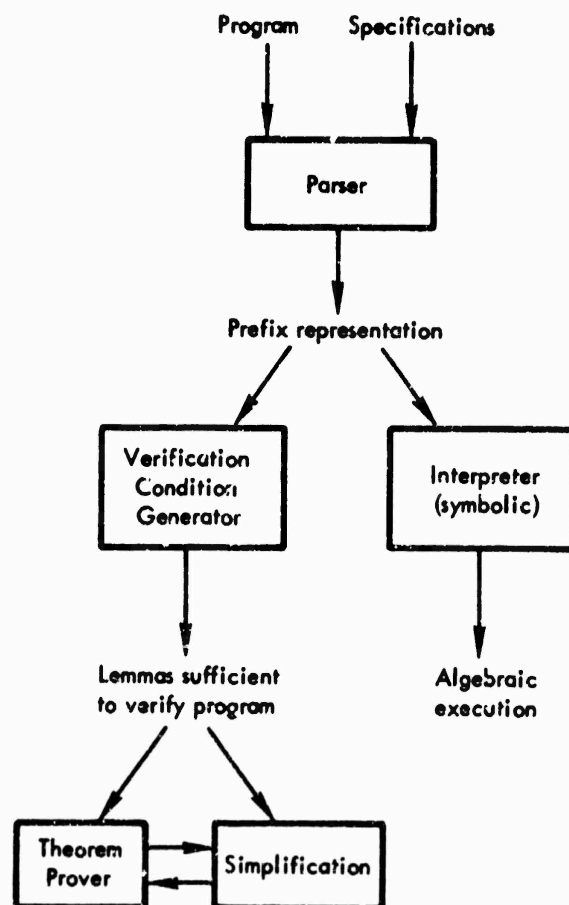 Program Specifications
Parser
Prefix representation
Verification
Condition
Generator
Interpreter
(symbolic)
Lemmas sufficient
to verify program
Algebraic
execution
Theorem
Prover
Simplification